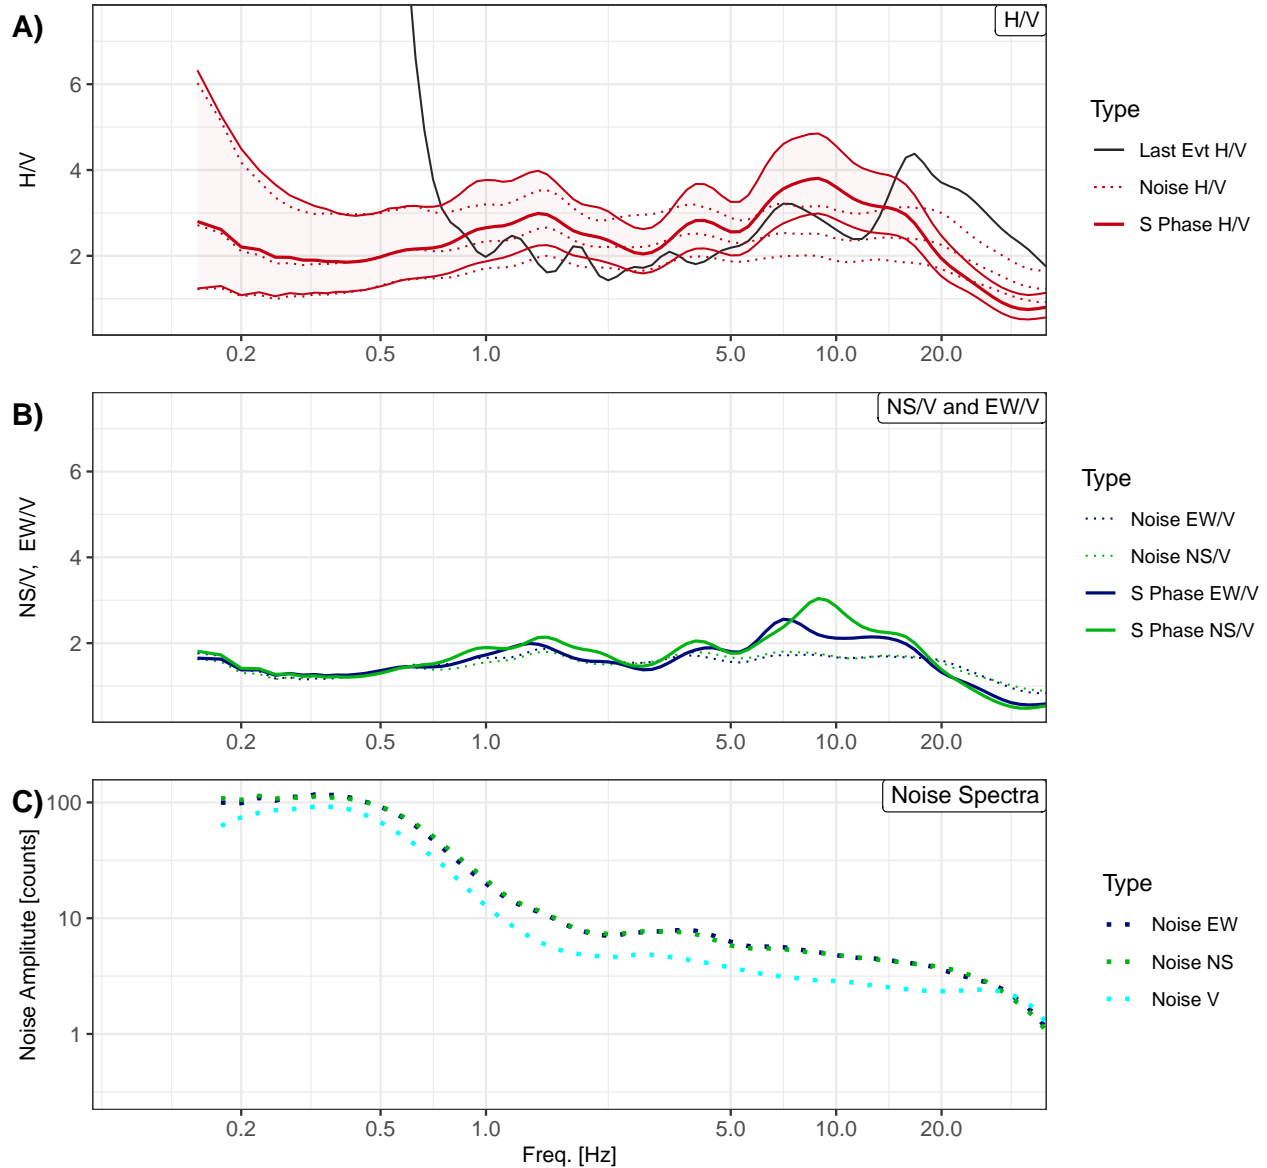 A)
H/V
6
4
2
H/V
0.2 0.5 1.0 5.0 10.0 20.0
Type
Last Evt H/V
Noise H/V
S Phase H/V
B)
NS/V and EW/V
6
4
2
NS/V,  EW/V
0.2 0.5 1.0 5.0 10.0 20.0
Type
Noise EW/V
Noise NS/V
S Phase EW/V
S Phase NS/V
C)
Noise Spectra
100
10
1
Noise Amplitute [counts]
0.2 0.5 1.0 5.0 10.0 20.0
Freq. [Hz]
Type
Noise EW
Noise NS
Noise V